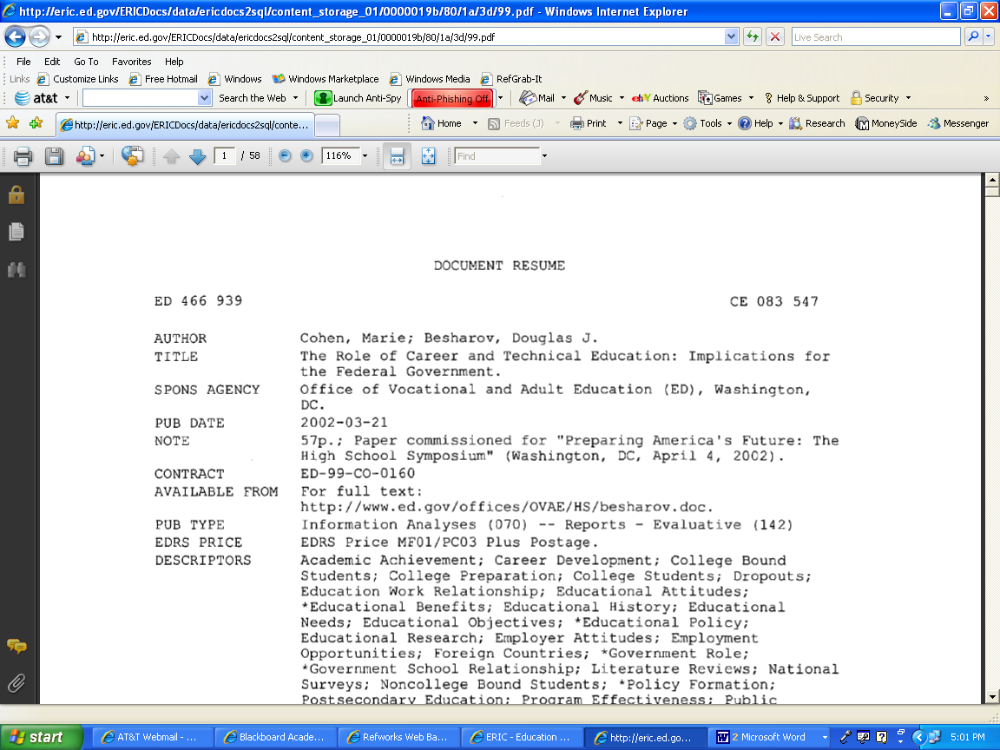 http://eric.ed.gov/ERICDocs/data/ericdocs2sql/content_storage_01/0000019b/80/1a/3d/99.pdf - Windows Internet Explorer
http://eric.ed.gov/ERICDocs/data/ericdocs2sql/content_storage_01/0000019b/80/1a/3d/99.pdf Live Search
File Edit Go To Favorites Help
Links Customize Links Free Hotmail Windows Windows Marketplace Windows Media RefGrab-It
at&t Search the Web Launch Anti-Spy Anti-Phishing Off Mail Music ebY Auctions Games Help & Support Security »
http://eric.ed.gov/ERICDocs/data/ericdocs2sql/conte... Home Feeds (J) Print Page Tools Help Research MoneySide Messenger
1 / 58 116% Find
DOCUMENT RESUME
ED 466 939 CE 083 547
AUTHOR Cohen, Marie; Besharov, Douglas J.
TITLE The Role of Career and Technical Education: Implications for
the Federal Government.
SPONS AGENCY Office of Vocational and Adult Education (ED), Washington,
DC.
PUB DATE 2002-03-21
NOTE 57p.; Paper commissioned for "Preparing America's Future: The
High School Symposium" (Washington, DC, April 4, 2002).
CONTRACT ED-99-CO-0160
AVAILABLE FROM For full text:
http://www.ed.gov/offices/OVAE/HS/besharov.doc.
PUB TYPE Information Analyses (070) -- Reports - Evaluative (142)
EDRS PRICE EDRS Price MF01/PC03 Plus Postage.
DESCRIPTORS Academic Achievement; Career Development; College Bound
Students; College Preparation; College Students; Dropouts;
Education Work Relationship; Educational Attitudes;
*Educational Benefits; Educational History; Educational
Needs; Educational Objectives; *Educational Policy;
Educational Research; Employer Attitudes; Employment
Opportunities; Foreign Countries; *Government Role;
*Government School Relationship; Literature Reviews; National
Surveys; Noncollege Bound Students; *Policy Formation;
Postsecondary Education; Program Effectiveness; Public
start AT&T Webmail - ... Blackboard Acade... Refworks Web Ba... ERIC - Education ... http://eric.ed.go... 2 Microsoft Word 5:01 PM